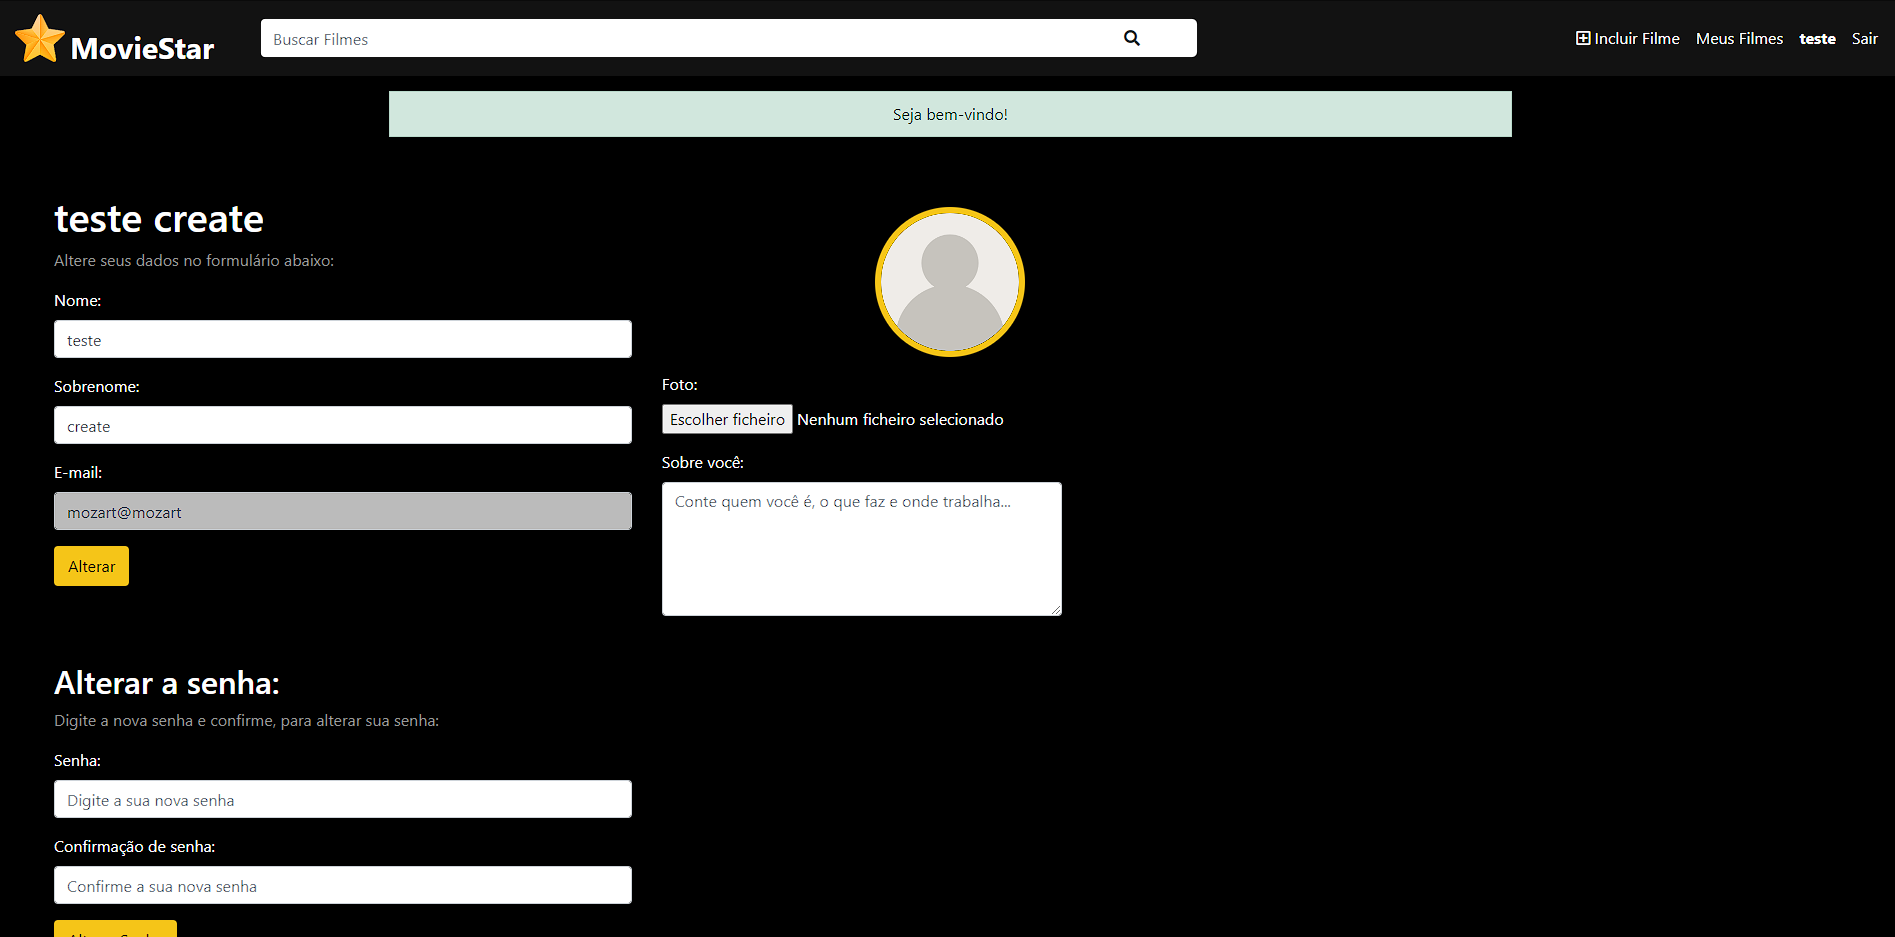 MovieStar
Buscar Filmes
Incluir Filme
Meus Filmes
teste
Sair
Seja bem-vindo!
teste create
Altere seus dados no formulário abaixo:
Nome:
teste
Sobrenome:
create
E-mail:
mozart@mozart
Alterar
Foto:
Escolher ficheiro Nenhum ficheiro selecionado
Sobre você:
Conte quem você é, o que faz e onde trabalha...
Alterar a senha:
Digite a nova senha e confirme, para alterar sua senha:
Senha:
Digite a sua nova senha
Confirmação de senha:
Confirme a sua nova senha